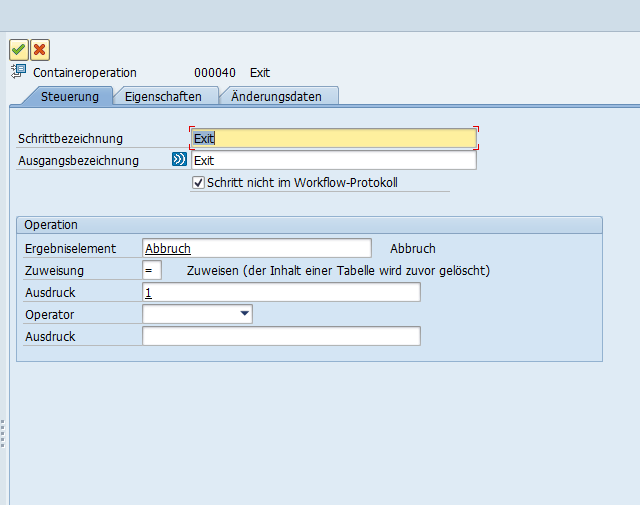 Containeroperation 000040 Exit
Steuerung Eigenschaften Änderungsdaten
Schrittbezeichnung Exit
Ausgangsbezeichnung Exit
Schritt nicht im Workflow-Protokoll
Operation
Ergebniselement Abbruch Abbruch
Zuweisung = Zuweisen (der Inhalt einer Tabelle wird zuvor gelöscht)
Ausdruck 1
Operator
Ausdruck